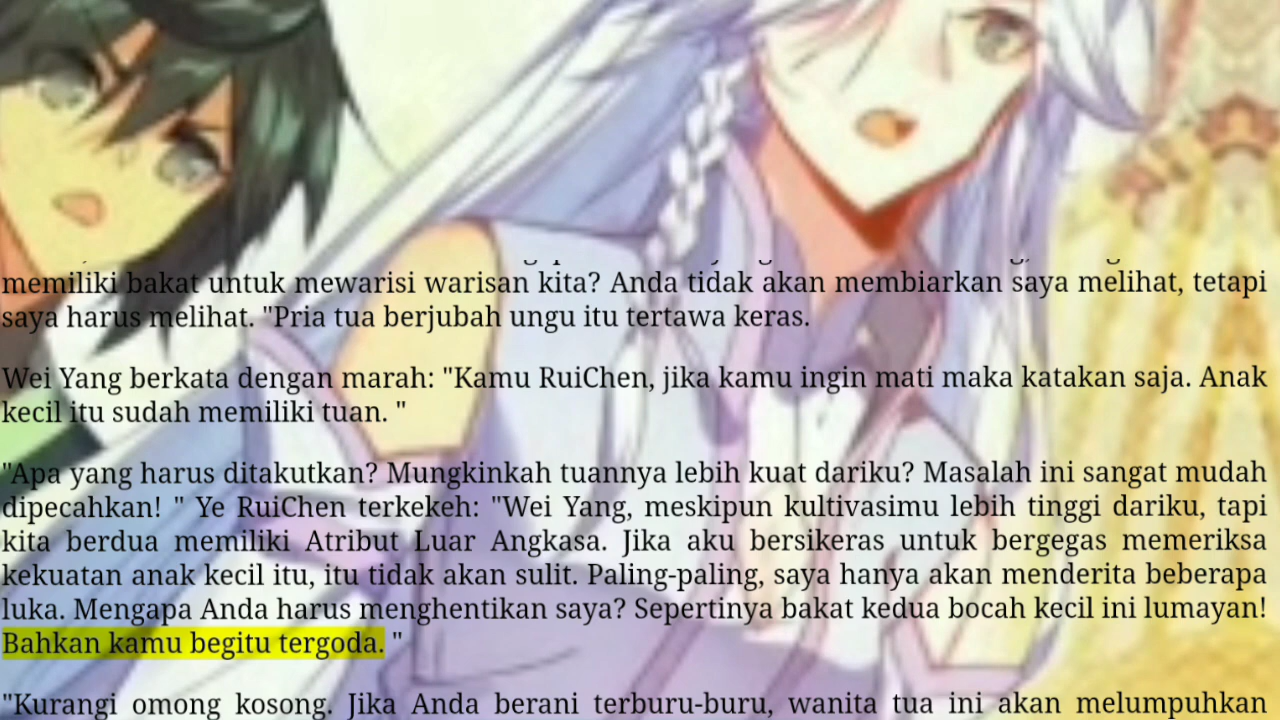 memiliki bakat untuk mewarisi warisan kita? Anda tidak akan membiarkan saya melihat, tetapi
saya harus melihat. "Pria tua berjubah ungu itu tertawa keras.
Wei Yang berkata dengan marah: "Kamu RuiChen, jika kamu ingin mati maka katakan saja. Anak
kecil itu sudah memiliki tuan. "
"Apa yang harus ditakutkan? Mungkinkah tuannya lebih kuat dariku? Masalah ini sangat mudah
dipecahkan! " Ye RuiChen terkekeh: "Wei Yang, meskipun kultivasimu lebih tinggi dariku, tapi
kita berdua memiliki Atribut Luar Angkasa. Jika aku bersikeras untuk bergegas memeriksa
kekuatan anak kecil itu, itu tidak akan sulit. Paling-paling, saya hanya akan menderita beberapa
luka. Mengapa Anda harus menghentikan saya? Sepertinya bakat kedua bocah kecil ini lumayan!
Bahkan kamu begitu tergoda. "
"Kurangi omong kosong. Jika Anda berani terburu-buru, wanita tua ini akan melumpuhkan